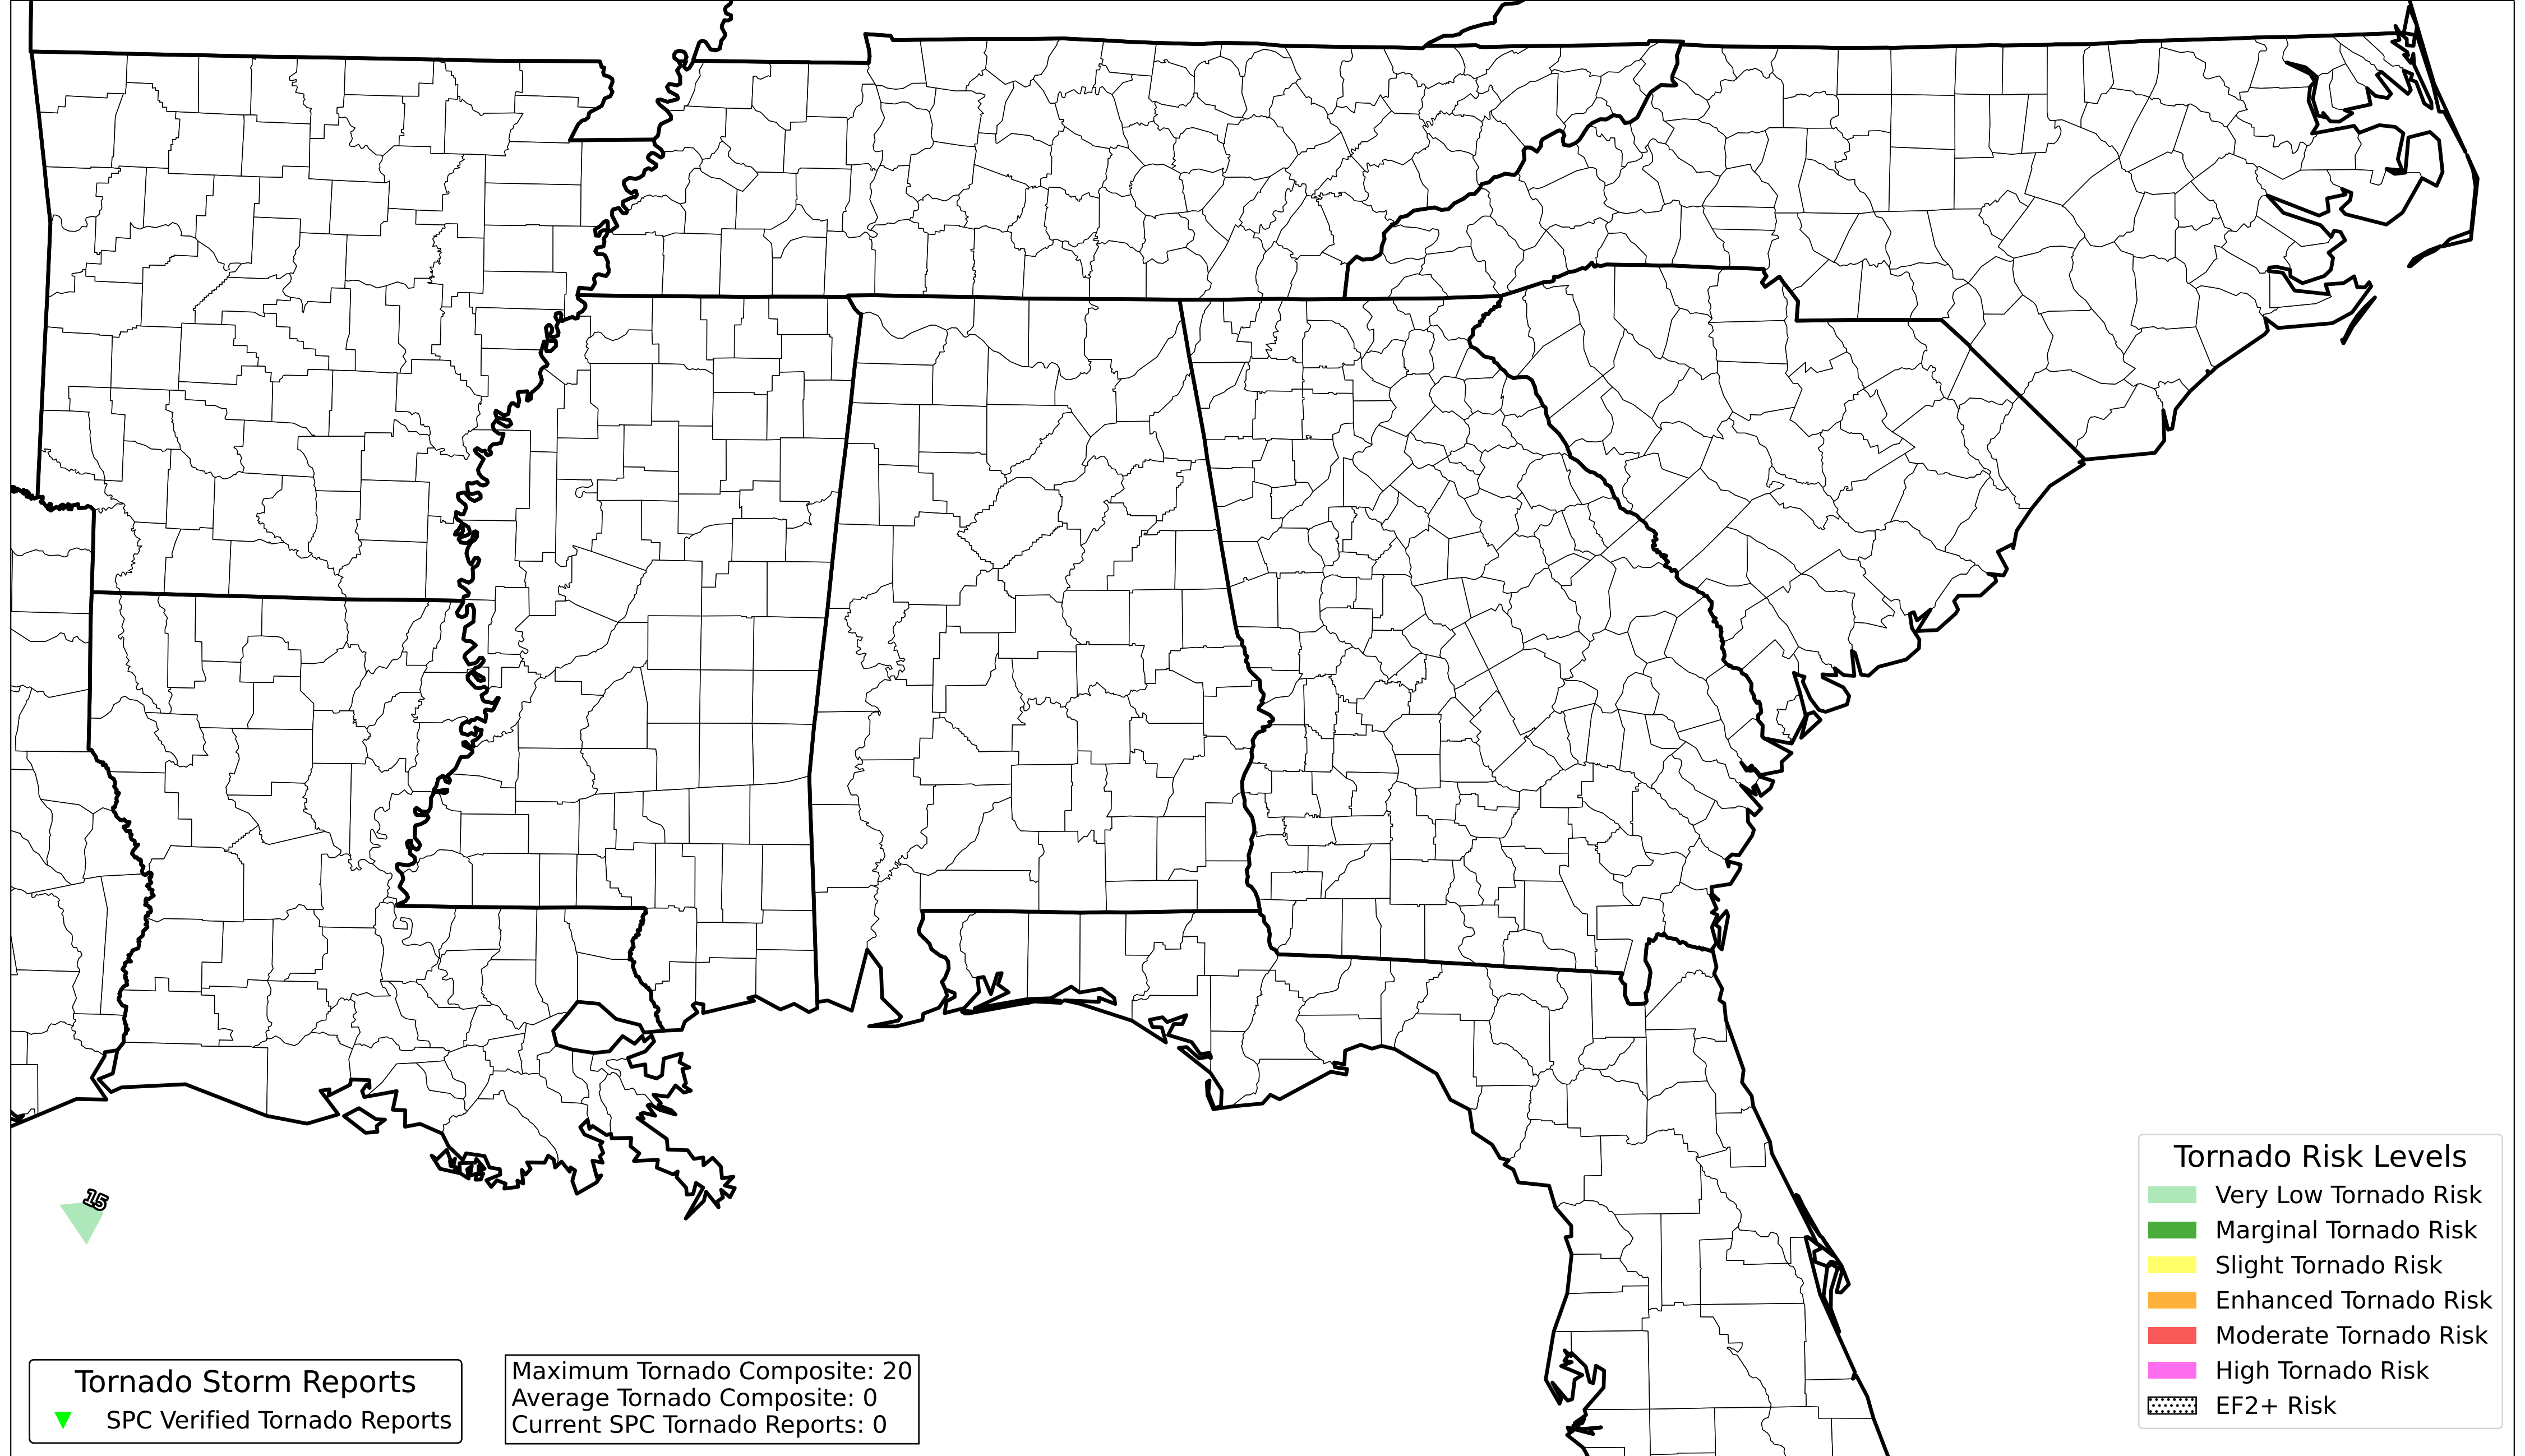 15
Tornado Risk Levels
Very Low Tornado Risk
Marginal Tornado Risk
Slight Tornado Risk
Enhanced Tornado Risk
Moderate Tornado Risk
High Tornado Risk
EF2+ Risk
Tornado Storm Reports
SPC Verified Tornado Reports
Maximum Tornado Composite: 20
Average Tornado Composite: 0
Current SPC Tornado Reports: 0